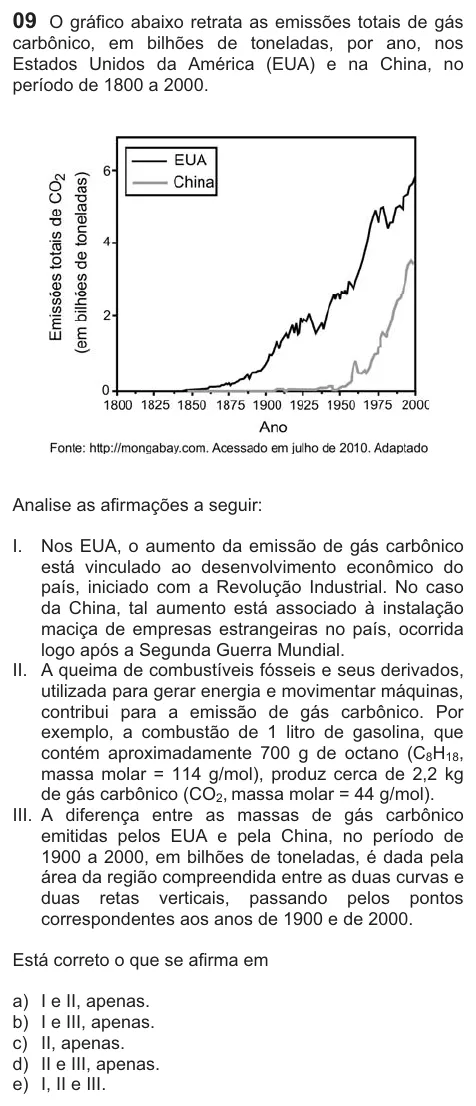 09 O gráfico abaixo retrata as emissões totais de gás
carbônico, em bilhões de toneladas, por ano, nos
Estados Unidos da América (EUA) e na China, no
período de 1800 a 2000.
EUA
China
Emissões totais de CO₂
(em bilhões de toneladas)
6
4
2
0
1800 1825 1850 1875 1900 1925 1950 1975 2000
Ano
Fonte: http://mongabay.com. Acessado em julho de 2010. Adaptado
Analise as afirmações a seguir:
I. Nos EUA, o aumento da emissão de gás carbônico
está vinculado ao desenvolvimento econômico do
país, iniciado com a Revolução Industrial. No caso
da China, tal aumento está associado à instalação
maciça de empresas estrangeiras no país, ocorrida
logo após a Segunda Guerra Mundial.
II. A queima de combustíveis fósseis e seus derivados,
utilizada para gerar energia e movimentar máquinas,
contribui para a emissão de gás carbônico. Por
exemplo, a combustão de 1 litro de gasolina, que
contém aproximadamente 700 g de octano (C₈H₁₈,
massa molar = 114 g/mol), produz cerca de 2,2 kg
de gás carbônico (CO₂, massa molar = 44 g/mol).
III. A diferença entre as massas de gás carbônico
emitidas pelos EUA e pela China, no período de
1900 a 2000, em bilhões de toneladas, é dada pela
área da região compreendida entre as duas curvas e
duas retas verticais, passando pelos pontos
correspondentes aos anos de 1900 e de 2000.
Está correto o que se afirma em
a) I e II, apenas.
b) I e III, apenas.
c) II, apenas.
d) II e III, apenas.
e) I, II e III.